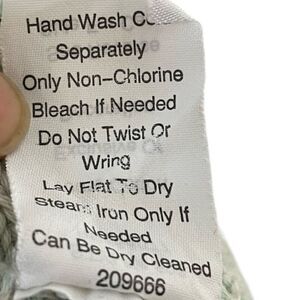 Hand Wash
Separately
Only Non-Chlorine
Bleach If Needed
Do Not Twist Or
Wring
Lay Flat To Dry
Steam Iron Only If
Needed
Can Be Dry Cleaned
209666